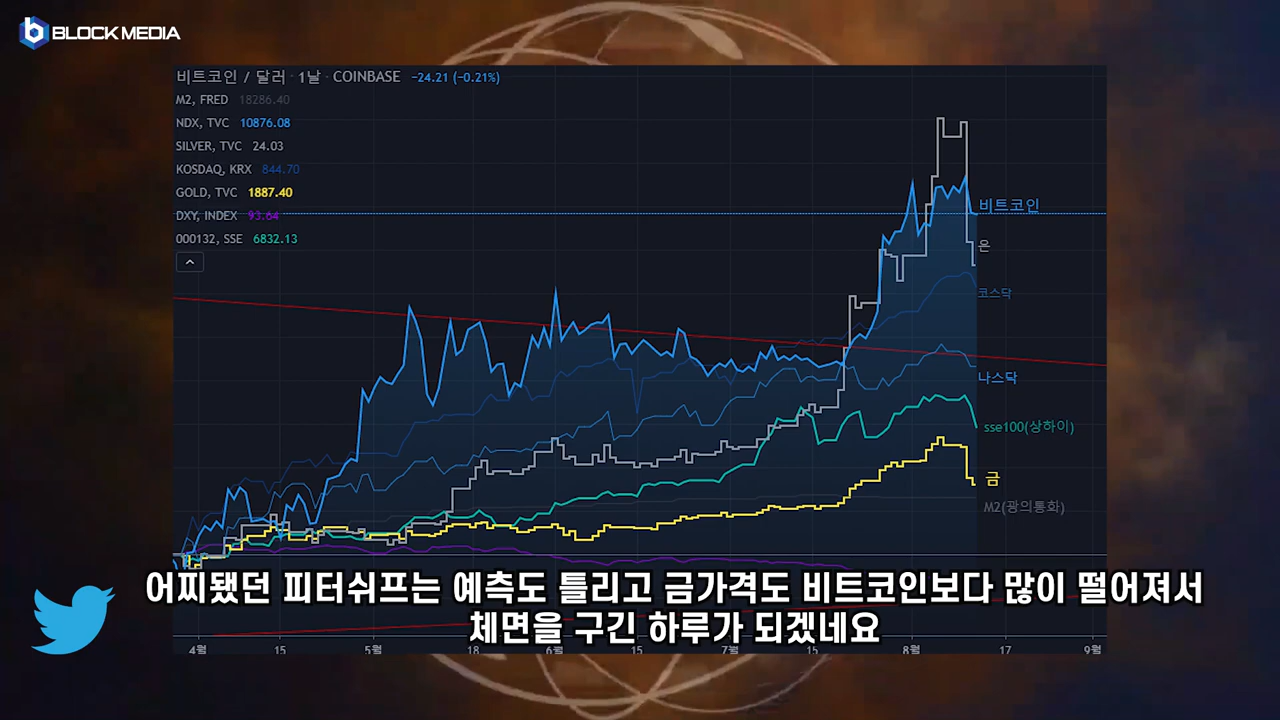 BLOCK MEDIA
비트코인 / 달러 · 1날 · COINBASE −24.21 (−0.21%)
M2, FRED 18286.40
NDX, TVC 10876.08
SILVER, TVC 24.03
KOSDAQ, KRX 844.70
GOLD, TVC 1887.40
DXY, INDEX 93.64
000132, SSE 6832.13
비트코인
은
코스닥
나스닥
sse100(상하이)
금
M2(광의통화)
어찌됐던 피터쉬프는 예측도 틀리고 금가격도 비트코인보다 많이 떨어져서
체면을 구긴 하루가 되겠네요
4월 15 5월 18 6월 15 7월 15 8월 17 9월